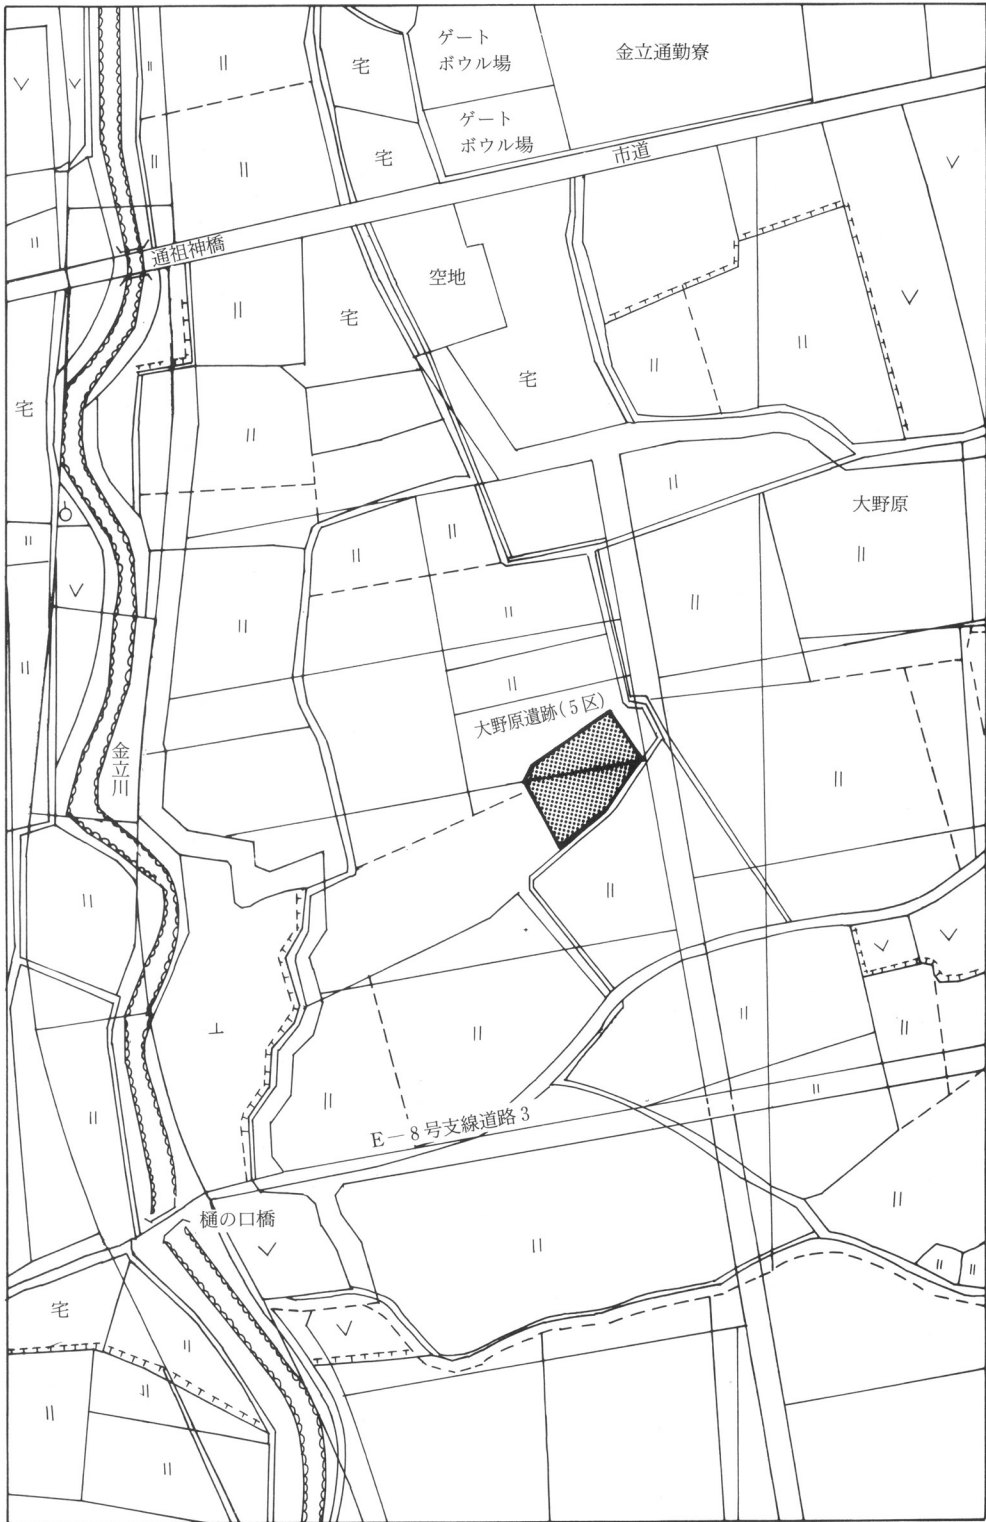 ゲート
ボウル場
金立通勤寮
宅
ゲート
ボウル場
宅
市道
通祖神橋
空地
宅
宅
宅
大野原
大野原遺跡(5区)
金立川
E－8号支線道路3
樋の口橋
宅